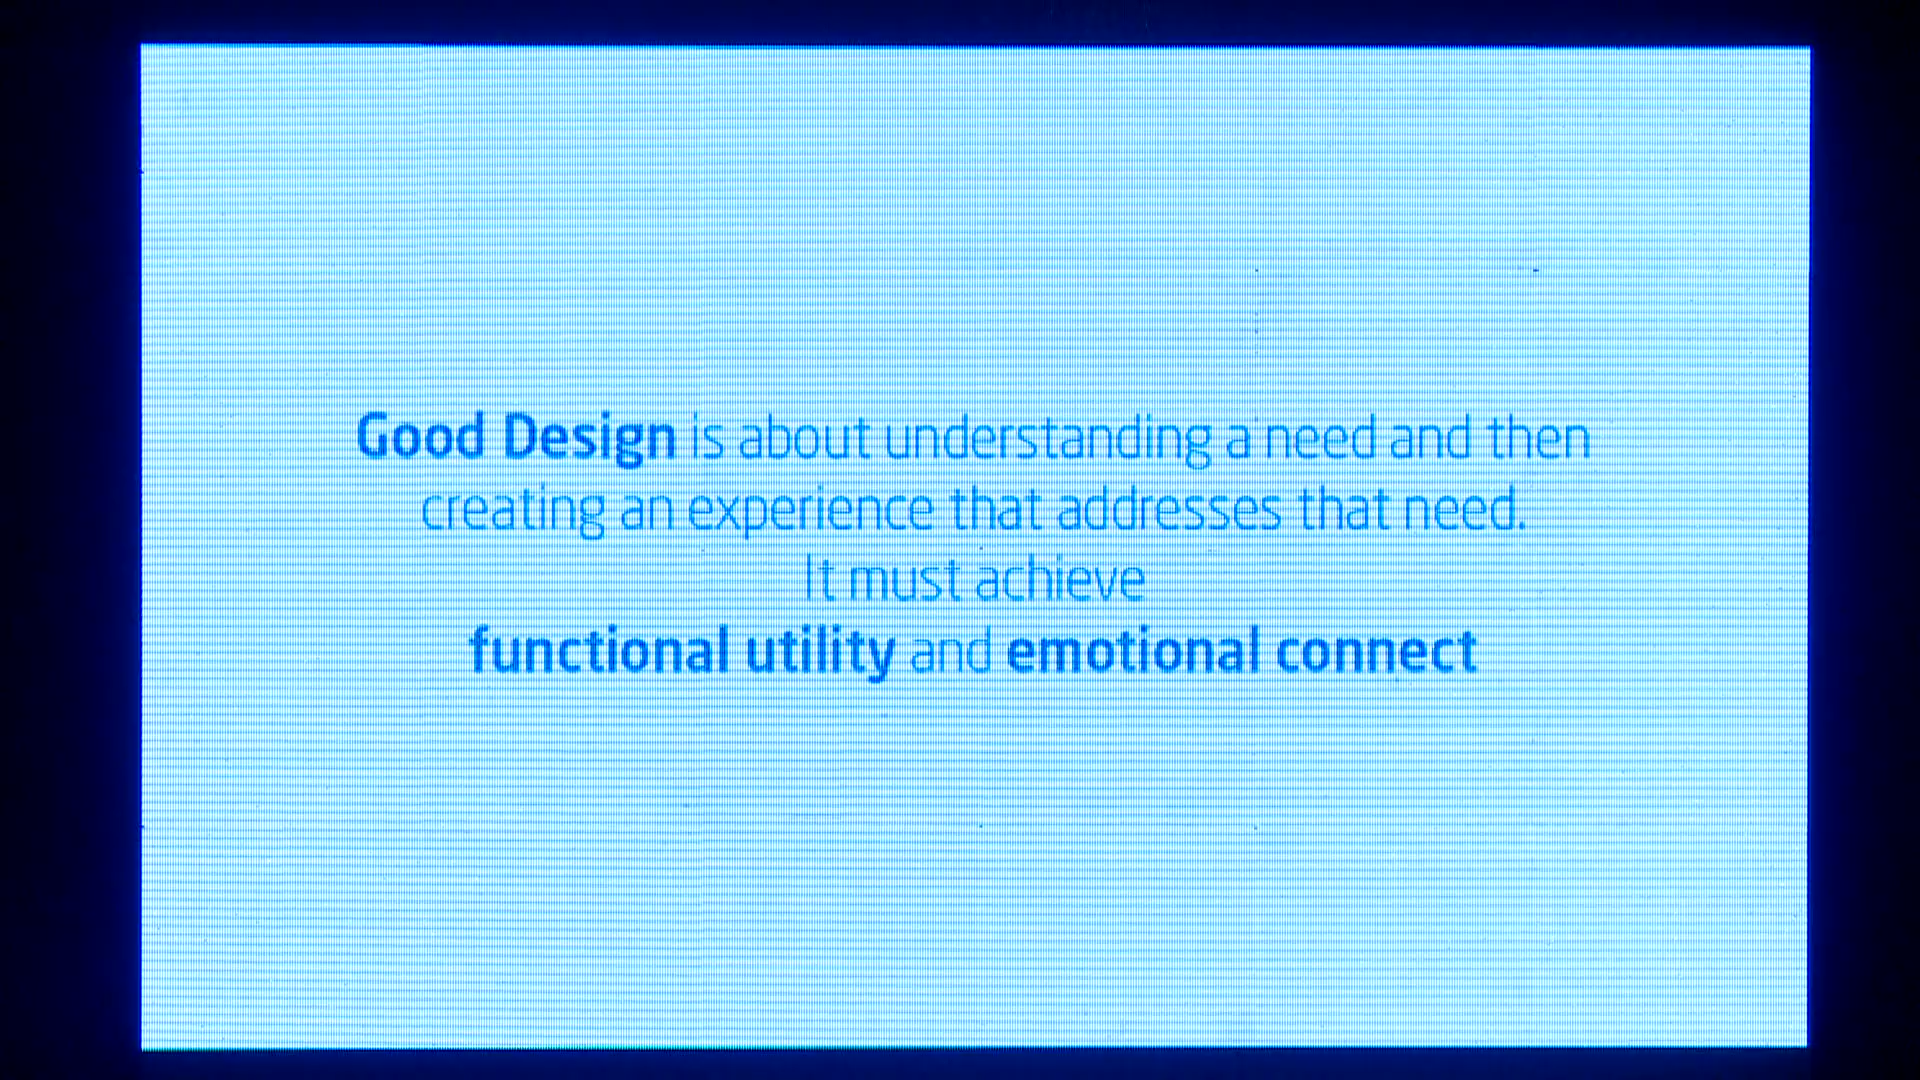 Good Design is about understanding a need and then
creating an experience that addresses that need.
It must achieve
functional utility and emotional connect